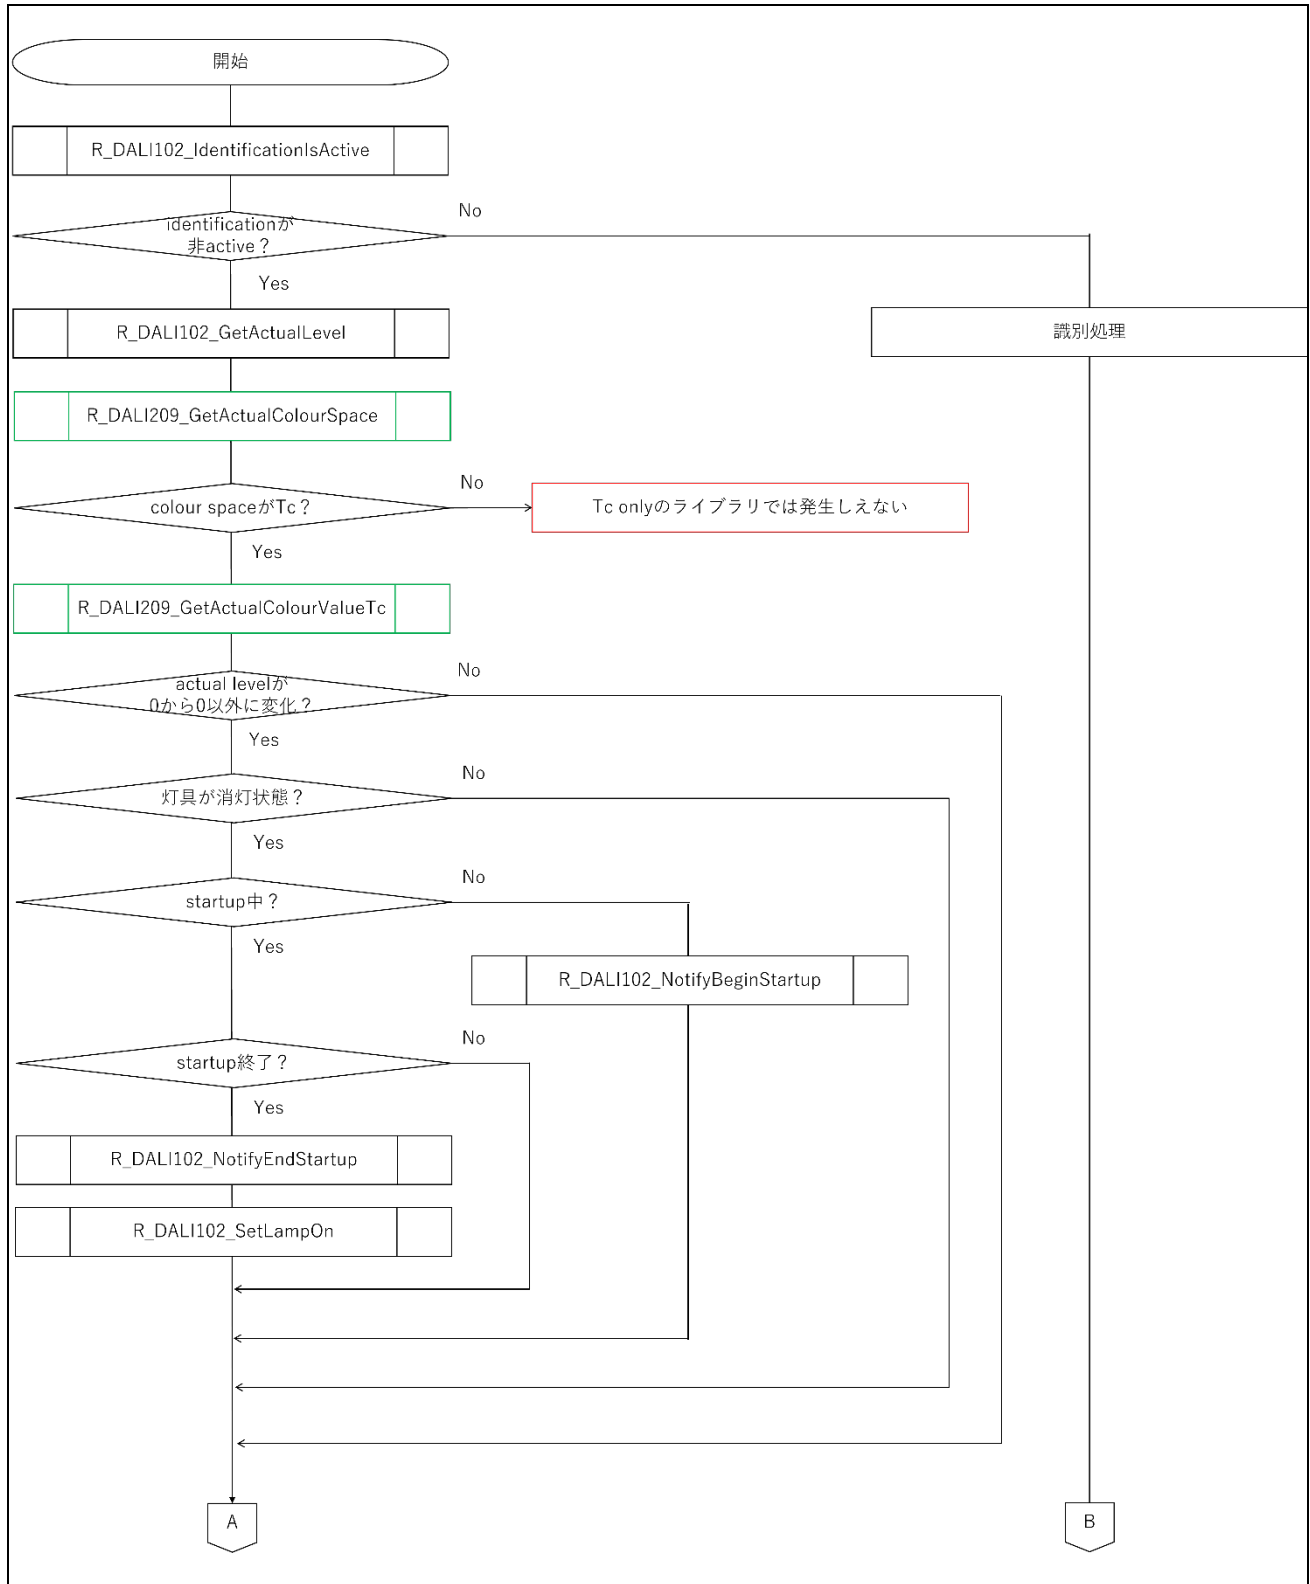 開始
R_DALI102_IdentificationIsActive
identificationが
非active？
No
Yes
R_DALI102_GetActualLevel
識別処理
R_DALI209_GetActualColourSpace
colour spaceがTc？
No
Tc onlyのライブラリでは発生しえない
Yes
R_DALI209_GetActualColourValueTc
actual levelが
0から0以外に変化？
No
Yes
灯具が消灯状態？
No
Yes
startup中？
No
Yes
R_DALI102_NotifyBeginStartup
startup終了？
No
Yes
R_DALI102_NotifyEndStartup
R_DALI102_SetLampOn
A
B